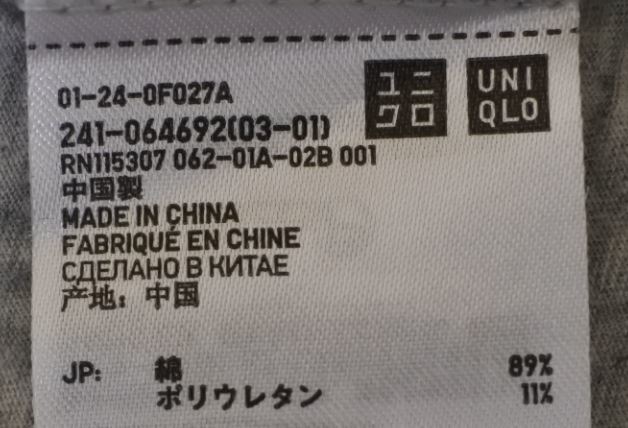 01-24-0F027A
ユニ
クロ
UNI
QLO
241-064692(03-01)
RN115307 062-01A-02B 001
中国製
MADE IN CHINA
FABRIQUÉ EN CHINE
СДЕЛАНО В КИТАЕ
产地：中国
JP: 綿 89%
ポリウレタン 11%